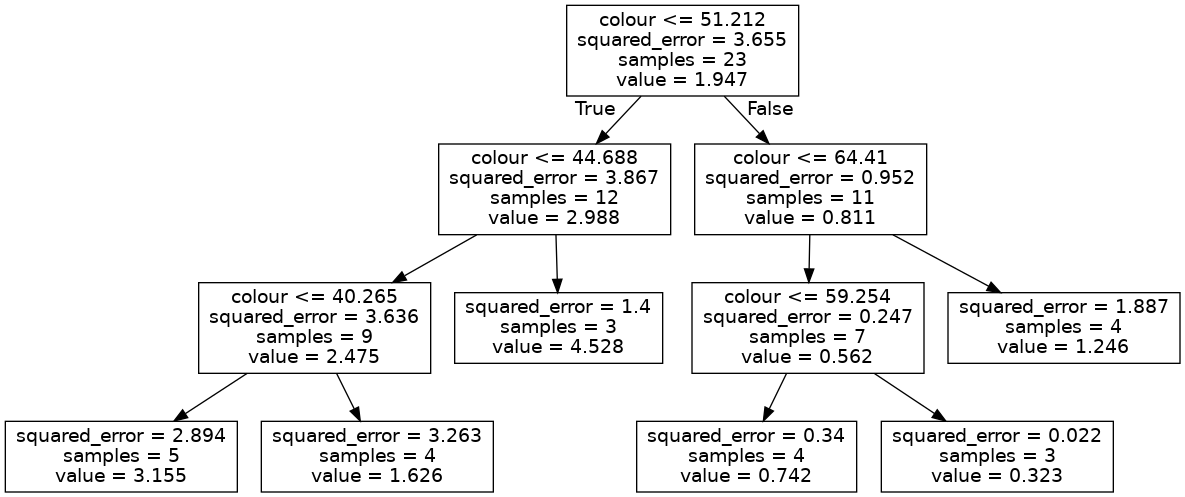 colour <= 51.212
squared_error = 3.655
samples = 23
value = 1.947
True
False
colour <= 44.688
squared_error = 3.867
samples = 12
value = 2.988
colour <= 64.41
squared_error = 0.952
samples = 11
value = 0.811
colour <= 40.265
squared_error = 3.636
samples = 9
value = 2.475
squared_error = 1.4
samples = 3
value = 4.528
colour <= 59.254
squared_error = 0.247
samples = 7
value = 0.562
squared_error = 1.887
samples = 4
value = 1.246
squared_error = 2.894
samples = 5
value = 3.155
squared_error = 3.263
samples = 4
value = 1.626
squared_error = 0.34
samples = 4
value = 0.742
squared_error = 0.022
samples = 3
value = 0.323